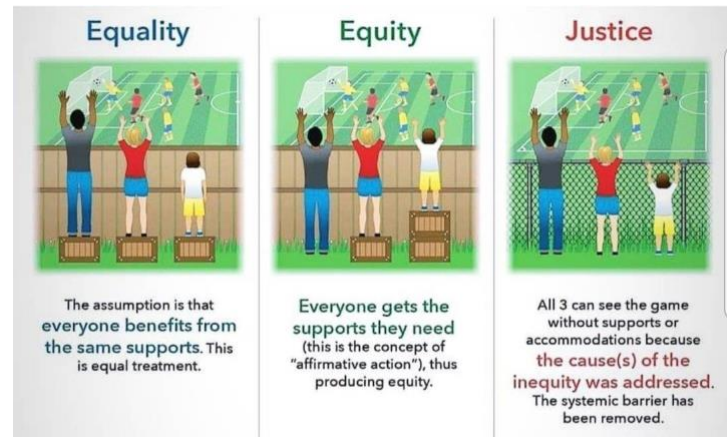 Equality
The assumption is that
everyone benefits from
the same supports. This
is equal treatment.
Equity
Everyone gets the
supports they need
(this is the concept of
"affirmative action"), thus
producing equity.
Justice
All 3 can see the game
without supports or
accommodations because
the cause(s) of the
inequity was addressed.
The systemic barrier has
been removed.